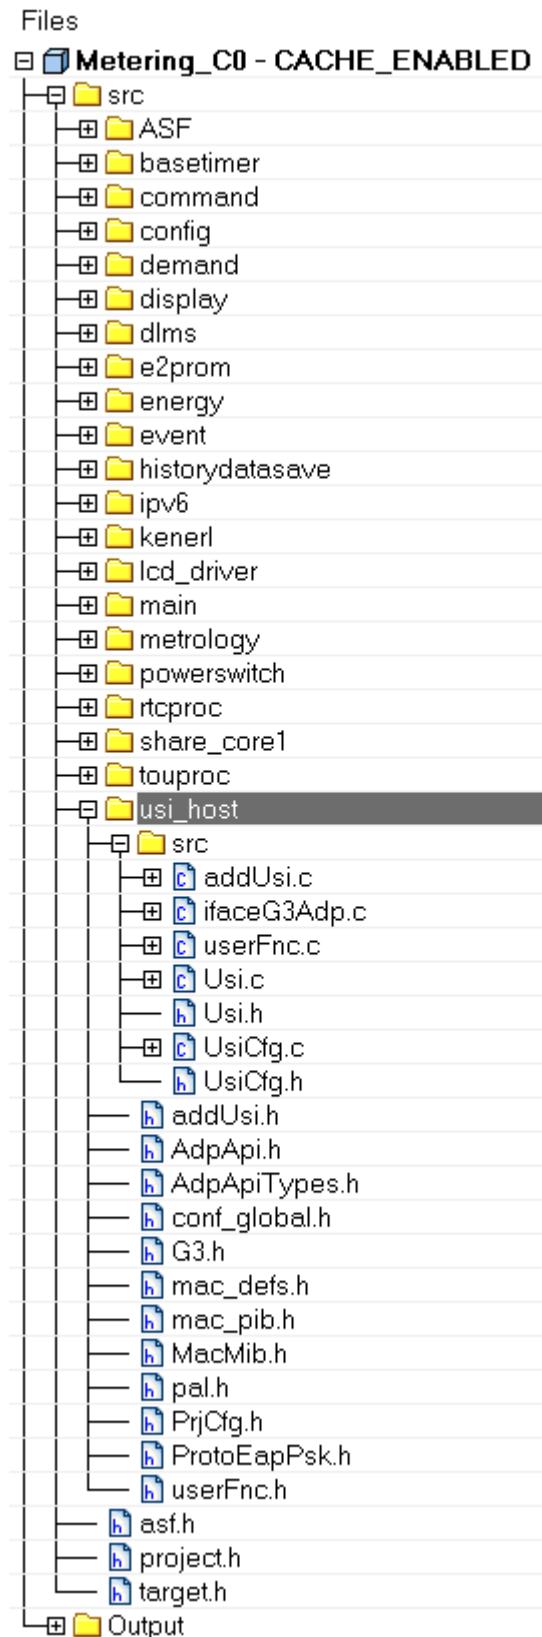 Files
Metering_C0 - CACHE_ENABLED
src
ASF
basetimer
command
config
demand
display
dlms
e2prom
energy
event
historydatasave
ipv6
kenerl
lcd_driver
main
metrology
powerswitch
rtcproc
share_core1
touproc
usi_host
src
addUsi.c
ifaceG3Adp.c
userFnc.c
Usi.c
Usi.h
UsiCfg.c
UsiCfg.h
addUsi.h
AdpApi.h
AdpApiTypes.h
conf_global.h
G3.h
mac_defs.h
mac_pib.h
MacMib.h
pal.h
PrjCfg.h
ProtoEapPsk.h
userFnc.h
asf.h
project.h
target.h
Output